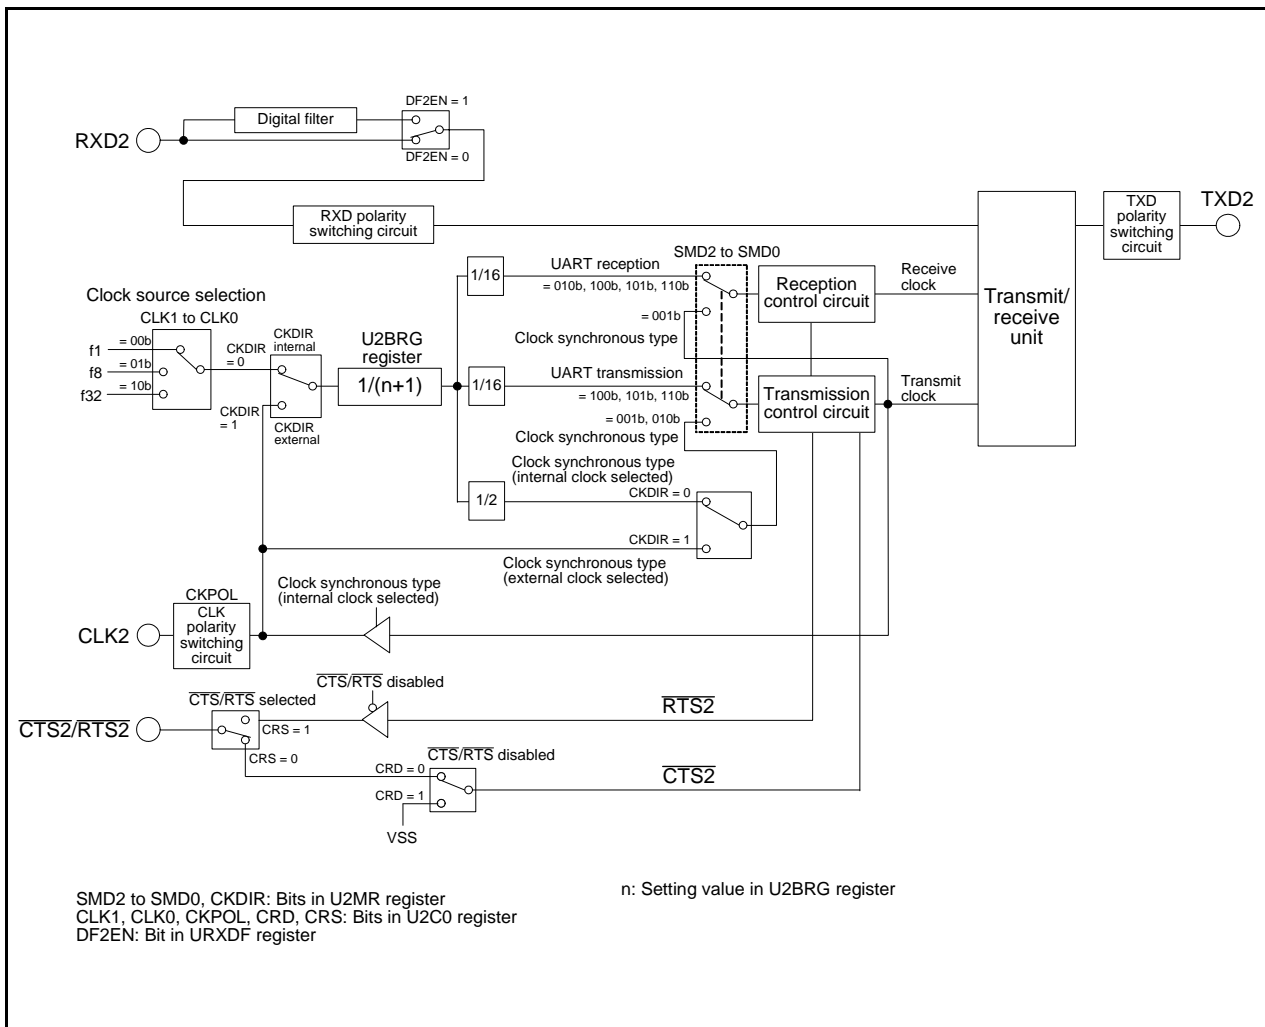 DF2EN = 1
Digital filter
RXD2
DF2EN = 0
RXD polarity
switching circuit
TXD
polarity
switching
circuit
TXD2
SMD2 to SMD0
1/16
UART reception
= 010b, 100b, 101b, 110b
Reception
control circuit
Receive
clock
Transmit/
receive
unit
Clock source selection
CLK1 to CLK0
f1
= 00b
f8
= 01b
f32
= 10b
CKDIR
= 0
CKDIR
internal
CKDIR
= 1
CKDIR
external
U2BRG
register
1/(n+1)
= 001b
Clock synchronous type
1/16
UART transmission
= 100b, 101b, 110b
Transmission
control circuit
Transmit
clock
= 001b, 010b
Clock synchronous type
Clock synchronous type
(internal clock selected)
1/2
CKDIR = 0
CKDIR = 1
Clock synchronous type
(external clock selected)
CKPOL
CLK
polarity
switching
circuit
CLK2
Clock synchronous type
(internal clock selected)
CTS/RTS disabled
CTS/RTS selected
CTS2/RTS2
CRS = 1
CRS = 0
RTS2
CTS/RTS disabled
CRD = 0
CRD = 1
CTS2
VSS
SMD2 to SMD0, CKDIR: Bits in U2MR register
CLK1, CLK0, CKPOL, CRD, CRS: Bits in U2C0 register
DF2EN: Bit in URXDF register
n: Setting value in U2BRG register